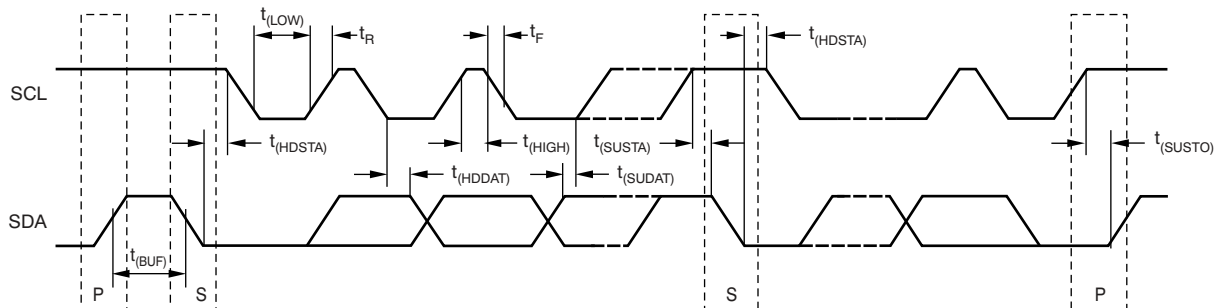 t(LOW)
tR
tF
t(HDSTA)
SCL
t(HDSTA)
t(HIGH)
t(SUSTA)
t(SUSTO)
t(HDDAT)
t(SUDAT)
SDA
t(BUF)
P
S
S
P